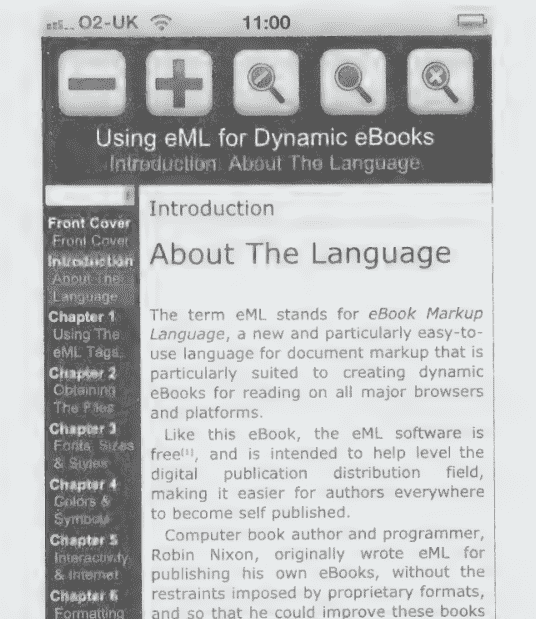 O2-UK 11:00
Using eML for Dynamic eBooks
Introduction: About The Language
Front Cover
Front Cover
Introduction
About The
Language
Chapter 1
Using The
eML Tags
Chapter 2
Obtaining
The Files
Chapter 3
Fonts, Sizes
& Styles
Chapter 4
Colors &
Symbols
Chapter 5
Interactivity
& Internet
Chapter 6
Formatting
Introduction
About The Language
The term eML stands for eBook Markup
Language, a new and particularly easy-to-
use language for document markup that is
particularly suited to creating dynamic
eBooks for reading on all major browsers
and platforms.
Like this eBook, the eML software is
free[1], and is intended to help level the
digital publication distribution field,
making it easier for authors everywhere
to become self published.
Computer book author and programmer,
Robin Nixon, originally wrote eML for
publishing his own eBooks, without the
restraints imposed by proprietary formats,
and so that he could improve these books